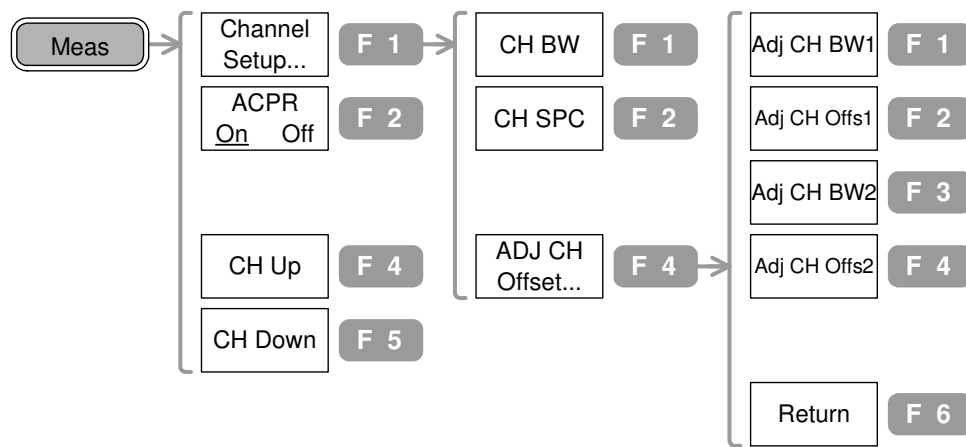 Meas
Channel
Setup...
F 1
ACPR
On Off
F 2
CH Up
F 4
CH Down
F 5
CH BW
F 1
CH SPC
F 2
ADJ CH
Offset...
F 4
Adj CH BW1
F 1
Adj CH Offs1
F 2
Adj CH BW2
F 3
Adj CH Offs2
F 4
Return
F 6